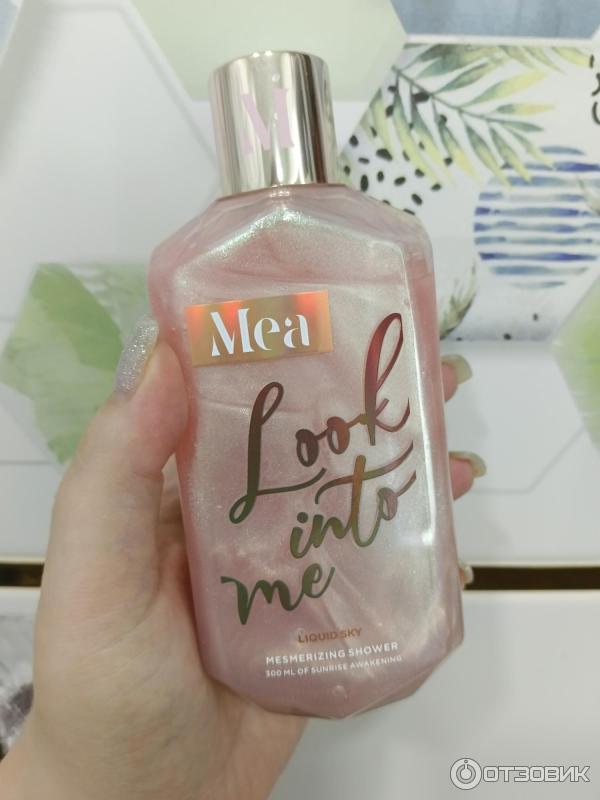 M
Mea
Look
into
me
LIQUID SKY
MESMERIZING SHOWER
300 ML OF SUNRISE AWAKENING
ОТЗОВИК